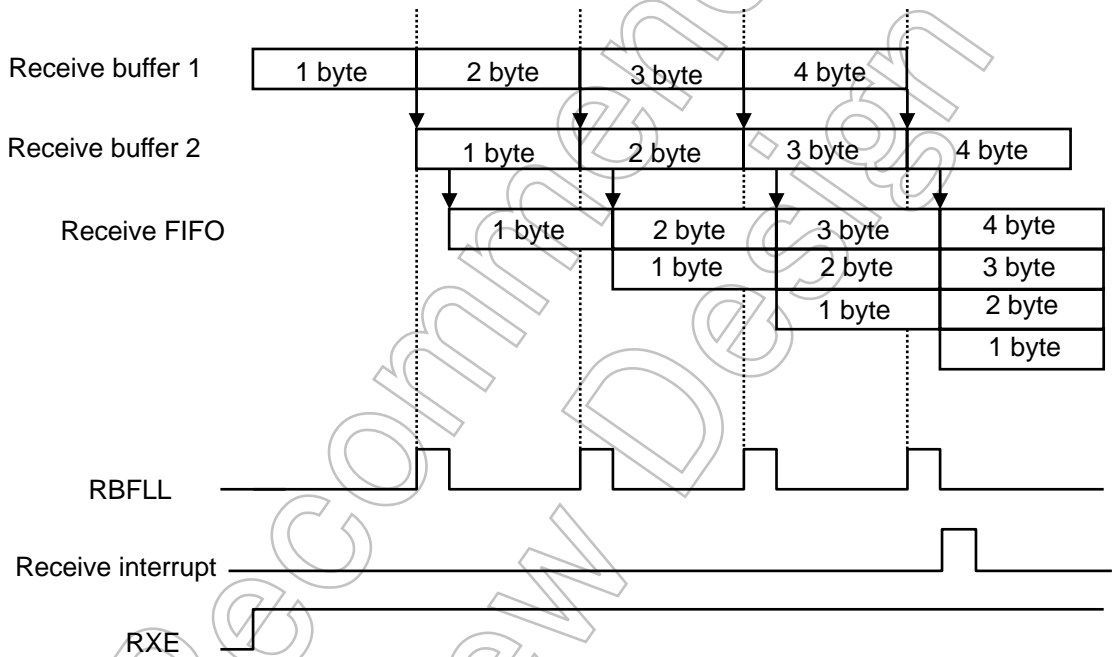 Receive buffer 1
1 byte 2 byte 3 byte 4 byte
Receive buffer 2
1 byte 2 byte 3 byte 4 byte
Receive FIFO
1 byte 2 byte 3 byte 4 byte
1 byte 2 byte 3 byte
1 byte 2 byte
1 byte
RBFLL
Receive interrupt
RXE